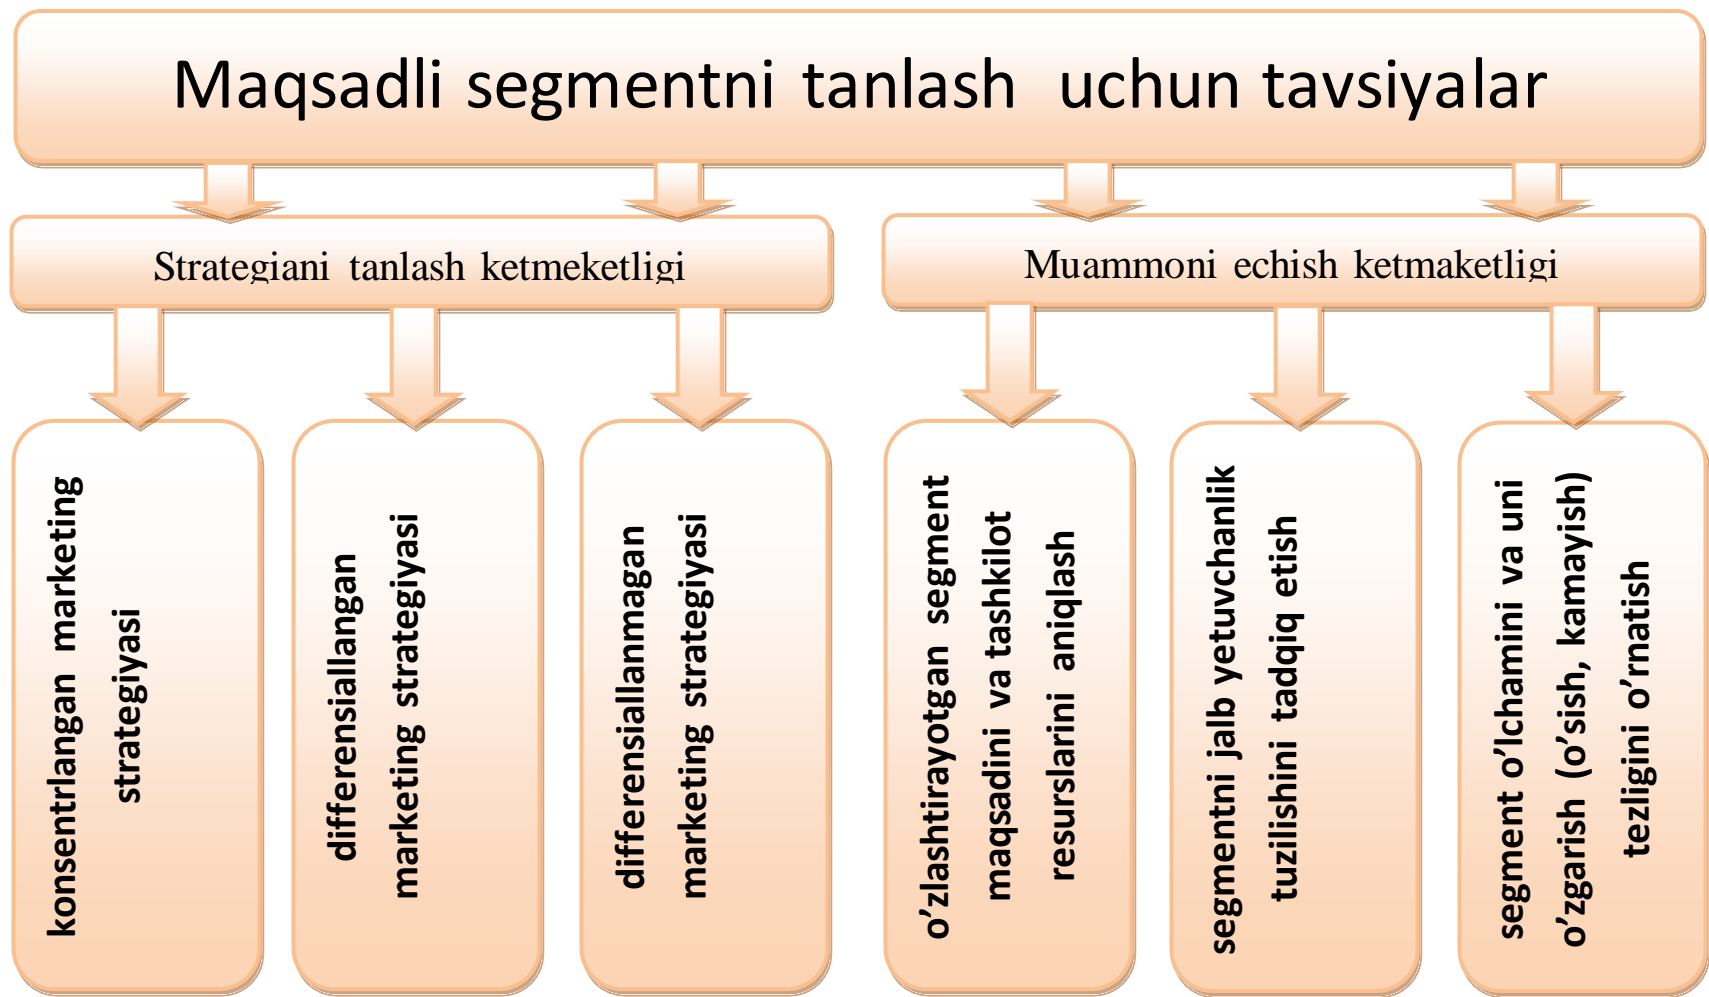 Maqsadli segmentni tanlash uchun tavsiyalar
Strategiani tanlash ketmeketligi
Muammoni echish ketmaketligi
konsentrlangan marketing
strategiyasi
differensiallangan
marketing strategiyasi
differensiallanmagan
marketing strategiyasi
o’zlashtirayotgan segment
maqsadini va tashkilot
resurslarini aniqlash
segmentni jalb yetuvchanlik
tuzilishini tadqiq etish
segment o’lchamini va uni
o’zgarish (o’sish, kamayish)
tezligini o’rnatish